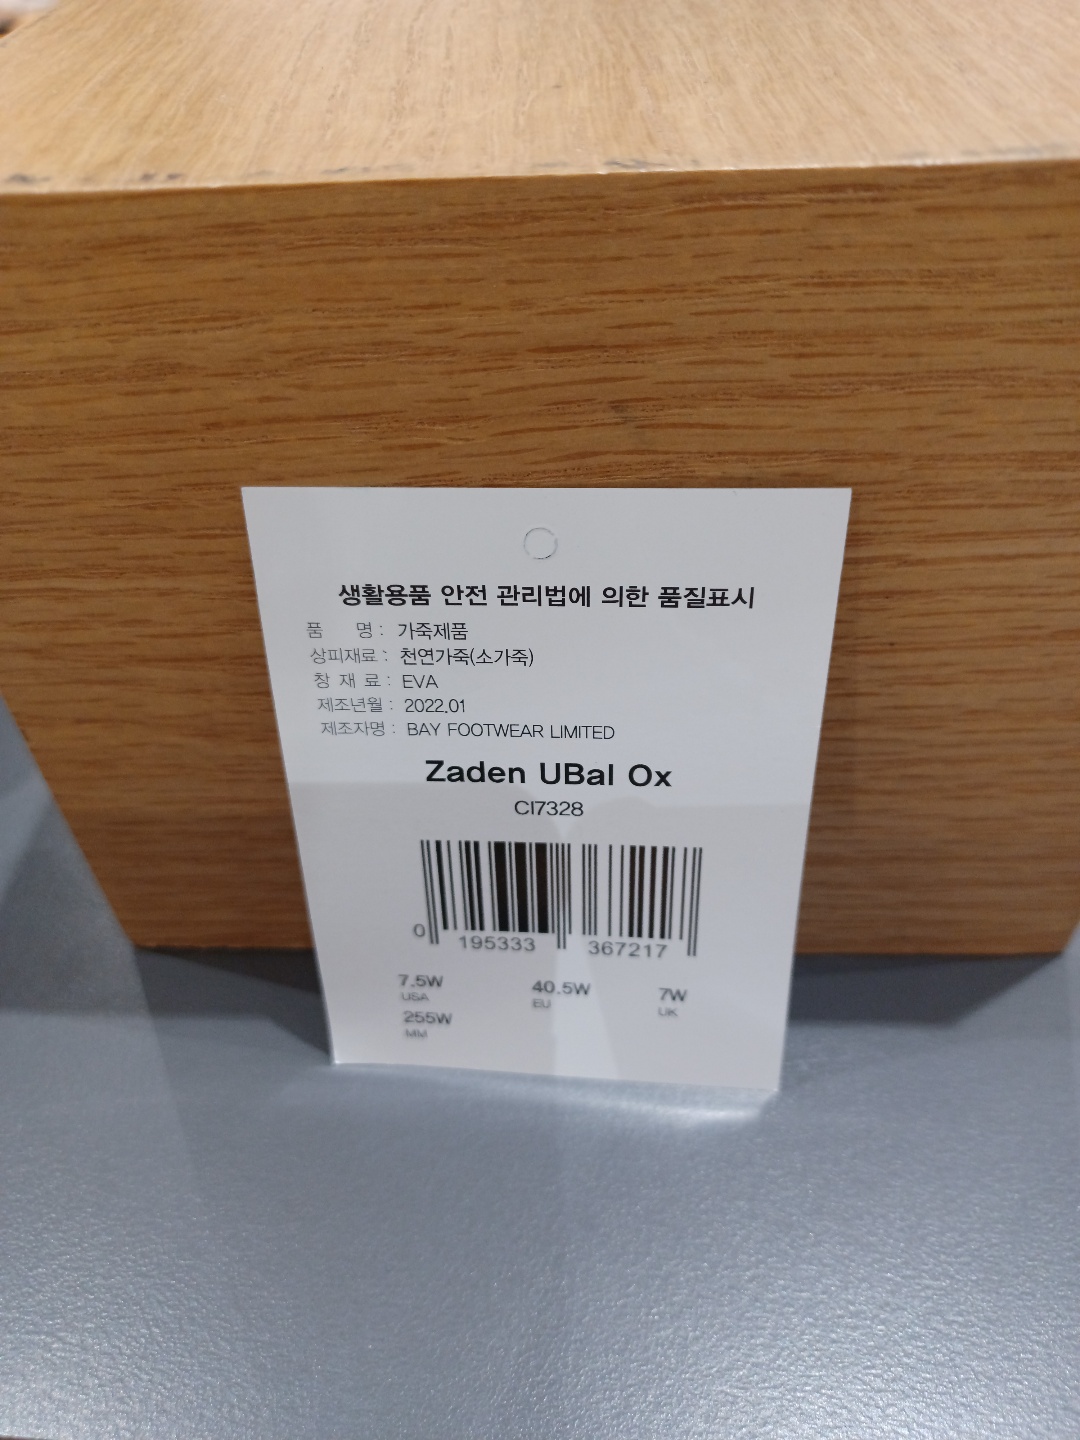 생활용품 안전 관리법에 의한 품질표시
품 명 : 가죽제품
상피재료 : 천연가죽(소가죽)
창 재 료 : EVA
제조년월 : 2022.01
제조자명 : BAY FOOTWEAR LIMITED
Zaden UBal Ox
CI7328
0 195333 367217
7.5W 40.5W 7W
USA EU UK
255W
MM